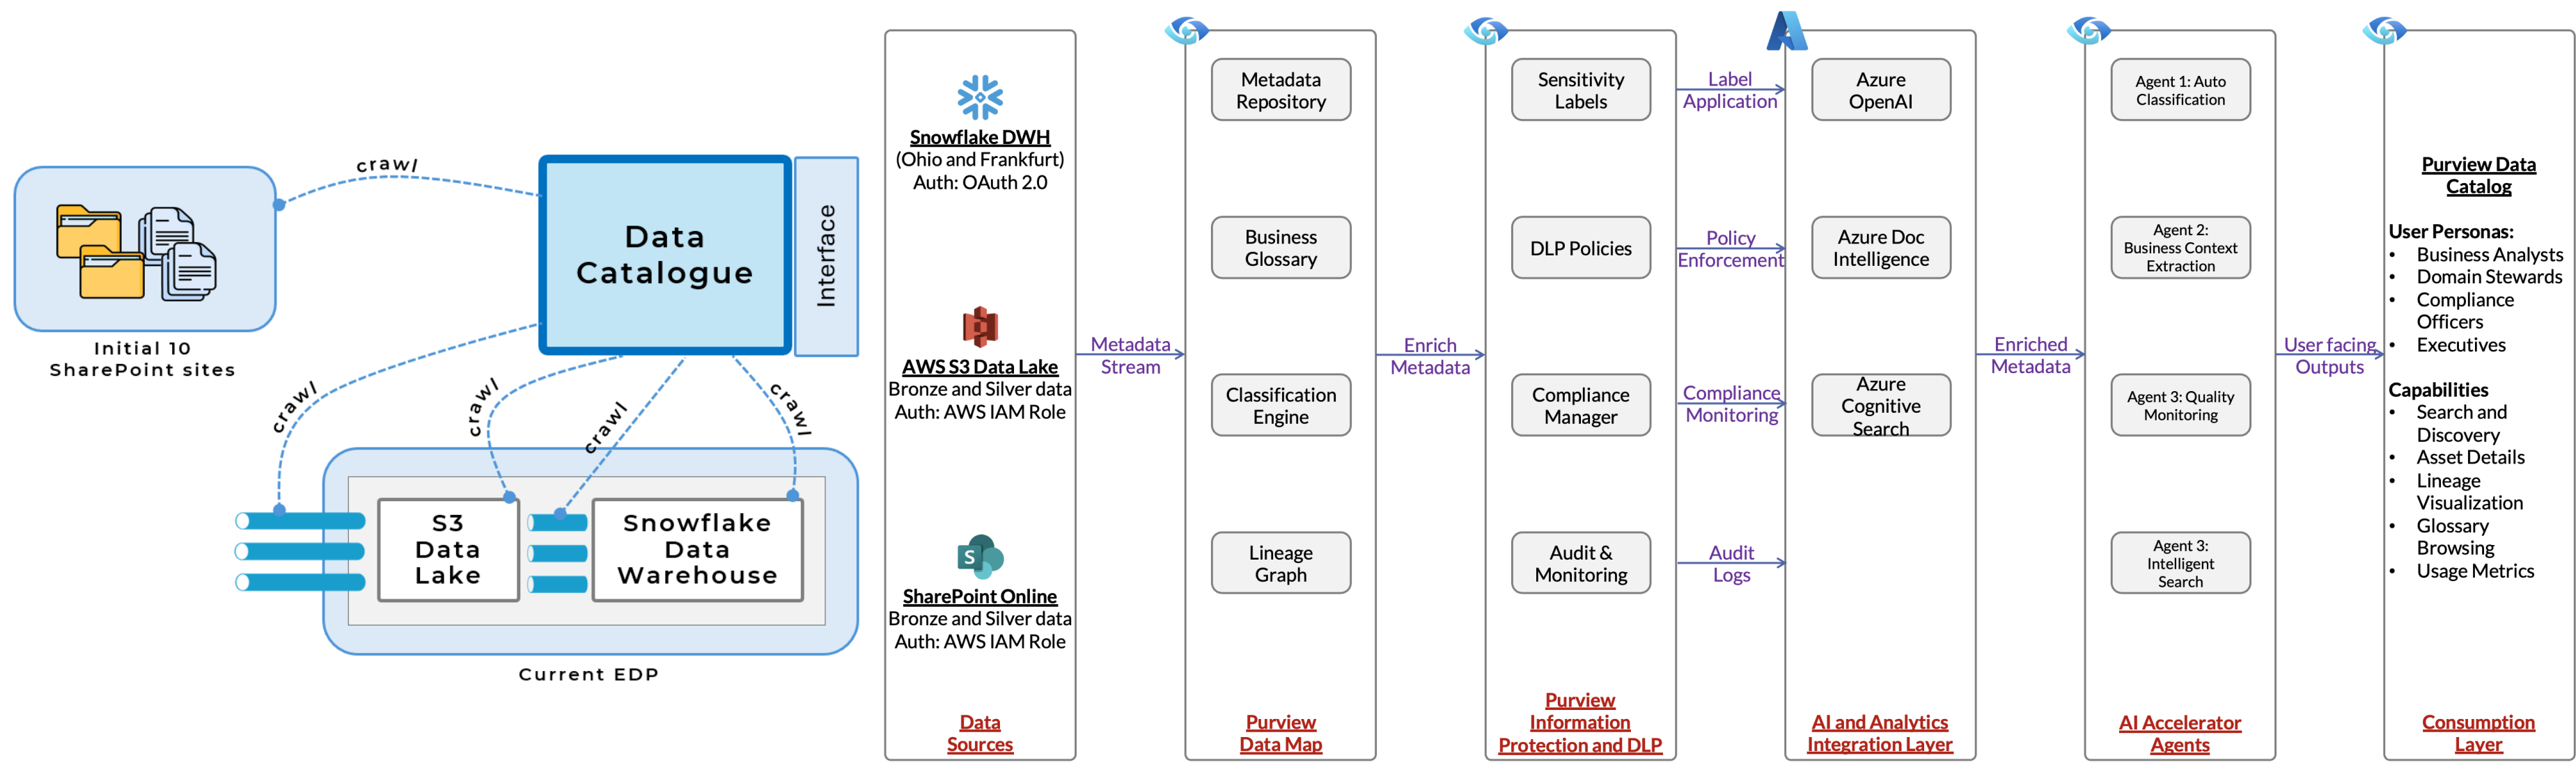 crawl
Initial 10
SharePoint sites
Data
Catalogue
Interface
crawl
crawl
crawl
crawl
S3
Data
Lake
Snowflake
Data
Warehouse
Current EDP
Snowflake DWH
(Ohio and Frankfurt)
Auth: OAuth 2.0
AWS S3 Data Lake
Bronze and Silver data
Auth: AWS IAM Role
S
SharePoint Online
Bronze and Silver data
Auth: AWS IAM Role
Data
Sources
Metadata
Stream
Metadata
Repository
Business
Glossary
Classification
Engine
Lineage
Graph
Purview
Data Map
Enrich
Metadata
Sensitivity
Labels
DLP Policies
Compliance
Manager
Audit &
Monitoring
Purview
Information
Protection and DLP
Label
Application
Policy
Enforcement
Compliance
Monitoring
Audit
Logs
Azure
OpenAI
Azure Doc
Intelligence
Azure
Cognitive
Search
AI and Analytics
Integration Layer
Enriched
Metadata
Agent 1: Auto
Classification
Agent 2:
Business Context
Extraction
Agent 3: Quality
Monitoring
Agent 3:
Intelligent
Search
AI Accelerator
Agents
User facing
Outputs
Purview Data
Catalog
User Personas:
• Business Analysts
• Domain Stewards
• Compliance
Officers
• Executives
Capabilities
• Search and
Discovery
• Asset Details
• Lineage
Visualization
• Glossary
Browsing
• Usage Metrics
Consumption
Layer